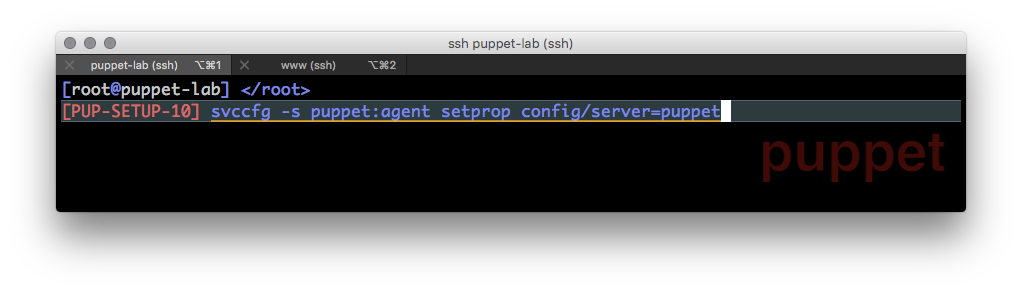 ssh puppet-lab (ssh)
puppet-lab (ssh) ⌥⌘1 www (ssh) ⌥⌘2
[root@puppet-lab] </root>
[PUP-SETUP-10] svccfg -s puppet:agent setprop config/server=puppet
puppet